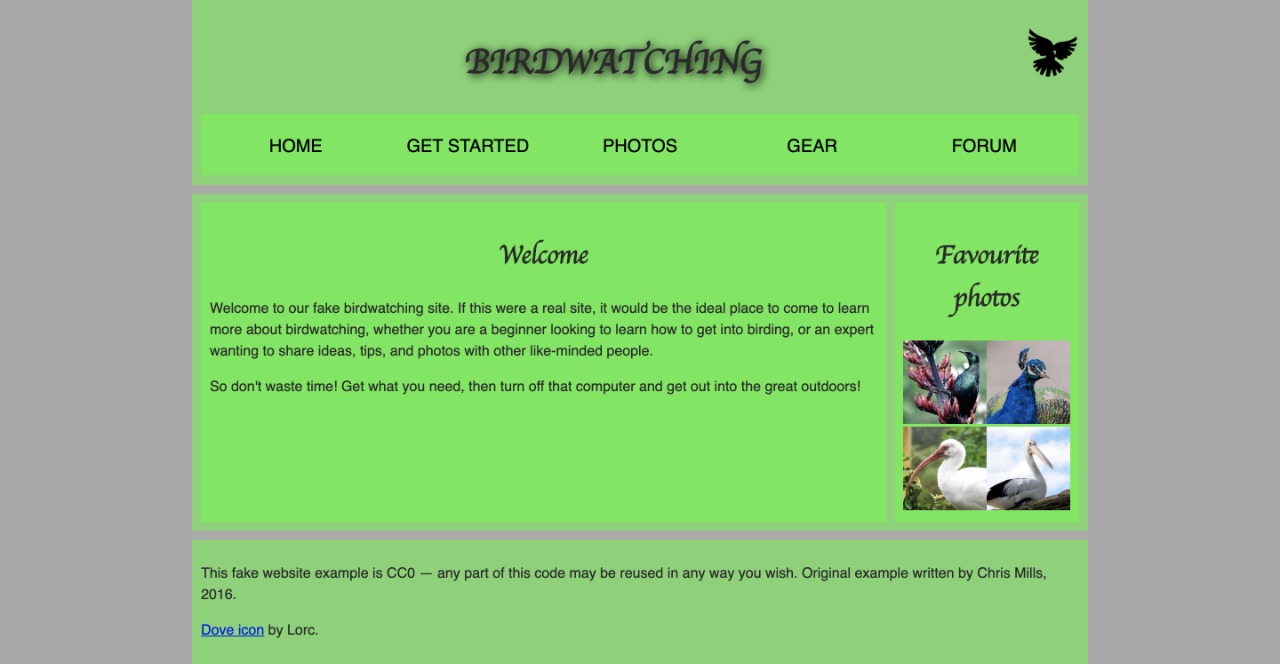 BIRDWATCHING
HOME GET STARTED PHOTOS GEAR FORUM
Welcome
Welcome to our fake birdwatching site. If this were a real site, it would be the ideal place to come to learn
more about birdwatching, whether you are a beginner looking to learn how to get into birding, or an expert
wanting to share ideas, tips, and photos with other like-minded people.
So don't waste time! Get what you need, then turn off that computer and get out into the great outdoors!
Favourite
photos
This fake website example is CC0 — any part of this code may be reused in any way you wish. Original example written by Chris Mills,
2016.
Dove icon by Lorc.